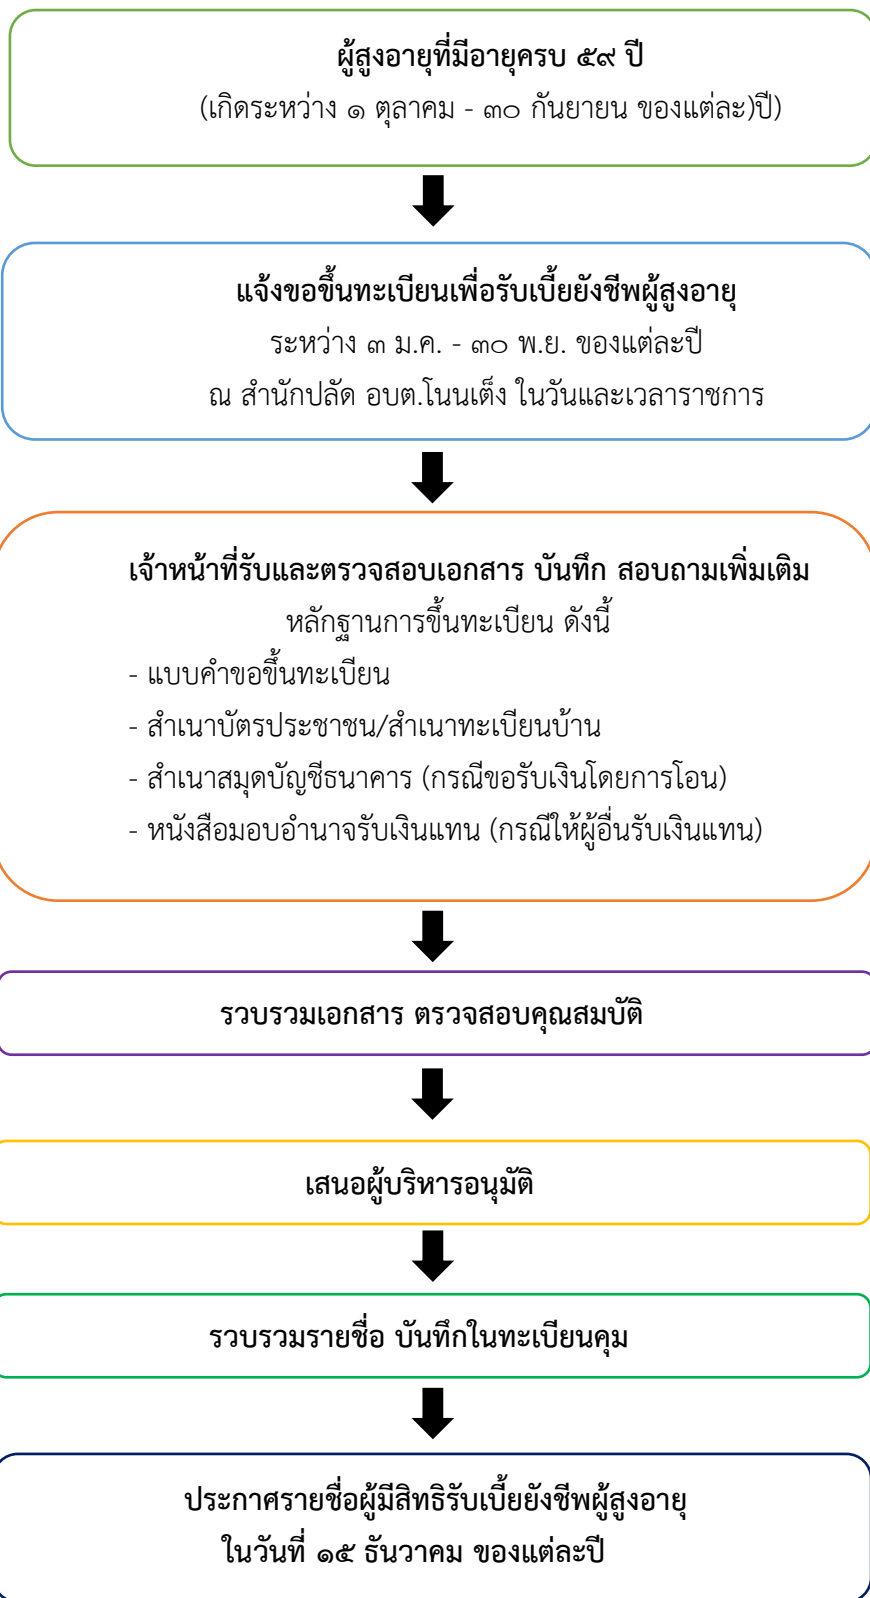 ผู้สูงอายุที่มีอายุครบ ๕๙ ปี
(เกิดระหว่าง ๑ ตุลาคม - ๓๐ กันยายน ของแต่ละ)ปี)
แจ้งขอขึ้นทะเบียนเพื่อรับเบี้ยยังชีพผู้สูงอายุ
ระหว่าง ๓ ม.ค. - ๓๐ พ.ย. ของแต่ละปี
ณ สำนักปลัด อบต.โนนเต็ง ในวันและเวลาราชการ
เจ้าหน้าที่รับและตรวจสอบเอกสาร บันทึก สอบถามเพิ่มเติม
หลักฐานการขึ้นทะเบียน ดังนี้
- แบบคำขอขึ้นทะเบียน
- สำเนาบัตรประชาชน/สำเนาทะเบียนบ้าน
- สำเนาสมุดบัญชีธนาคาร (กรณีขอรับเงินโดยการโอน)
- หนังสือมอบอำนาจรับเงินแทน (กรณีให้ผู้อื่นรับเงินแทน)
รวบรวมเอกสาร ตรวจสอบคุณสมบัติ
เสนอผู้บริหารอนุมัติ
รวบรวมรายชื่อ บันทึกในทะเบียนคุม
ประกาศรายชื่อผู้มีสิทธิรับเบี้ยยังชีพผู้สูงอายุ
ในวันที่ ๑๕ ธันวาคม ของแต่ละปี